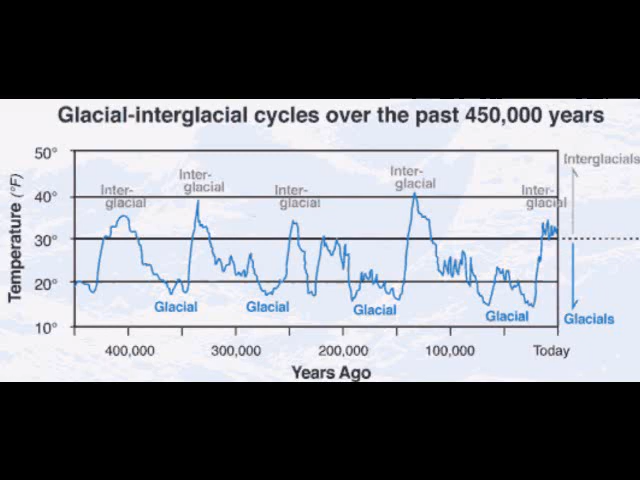 Glacial-interglacial cycles over the past 450,000 years
50°
40°
30°
20°
10°
Temperature (°F)
Inter-
glacial
Inter-
glacial
Inter-
glacial
Inter-
glacial
Inter-
glacial
Interglacials
Glacial
Glacial
Glacial
Glacial
Glacials
400,000
300,000
200,000
100,000
Today
Years Ago